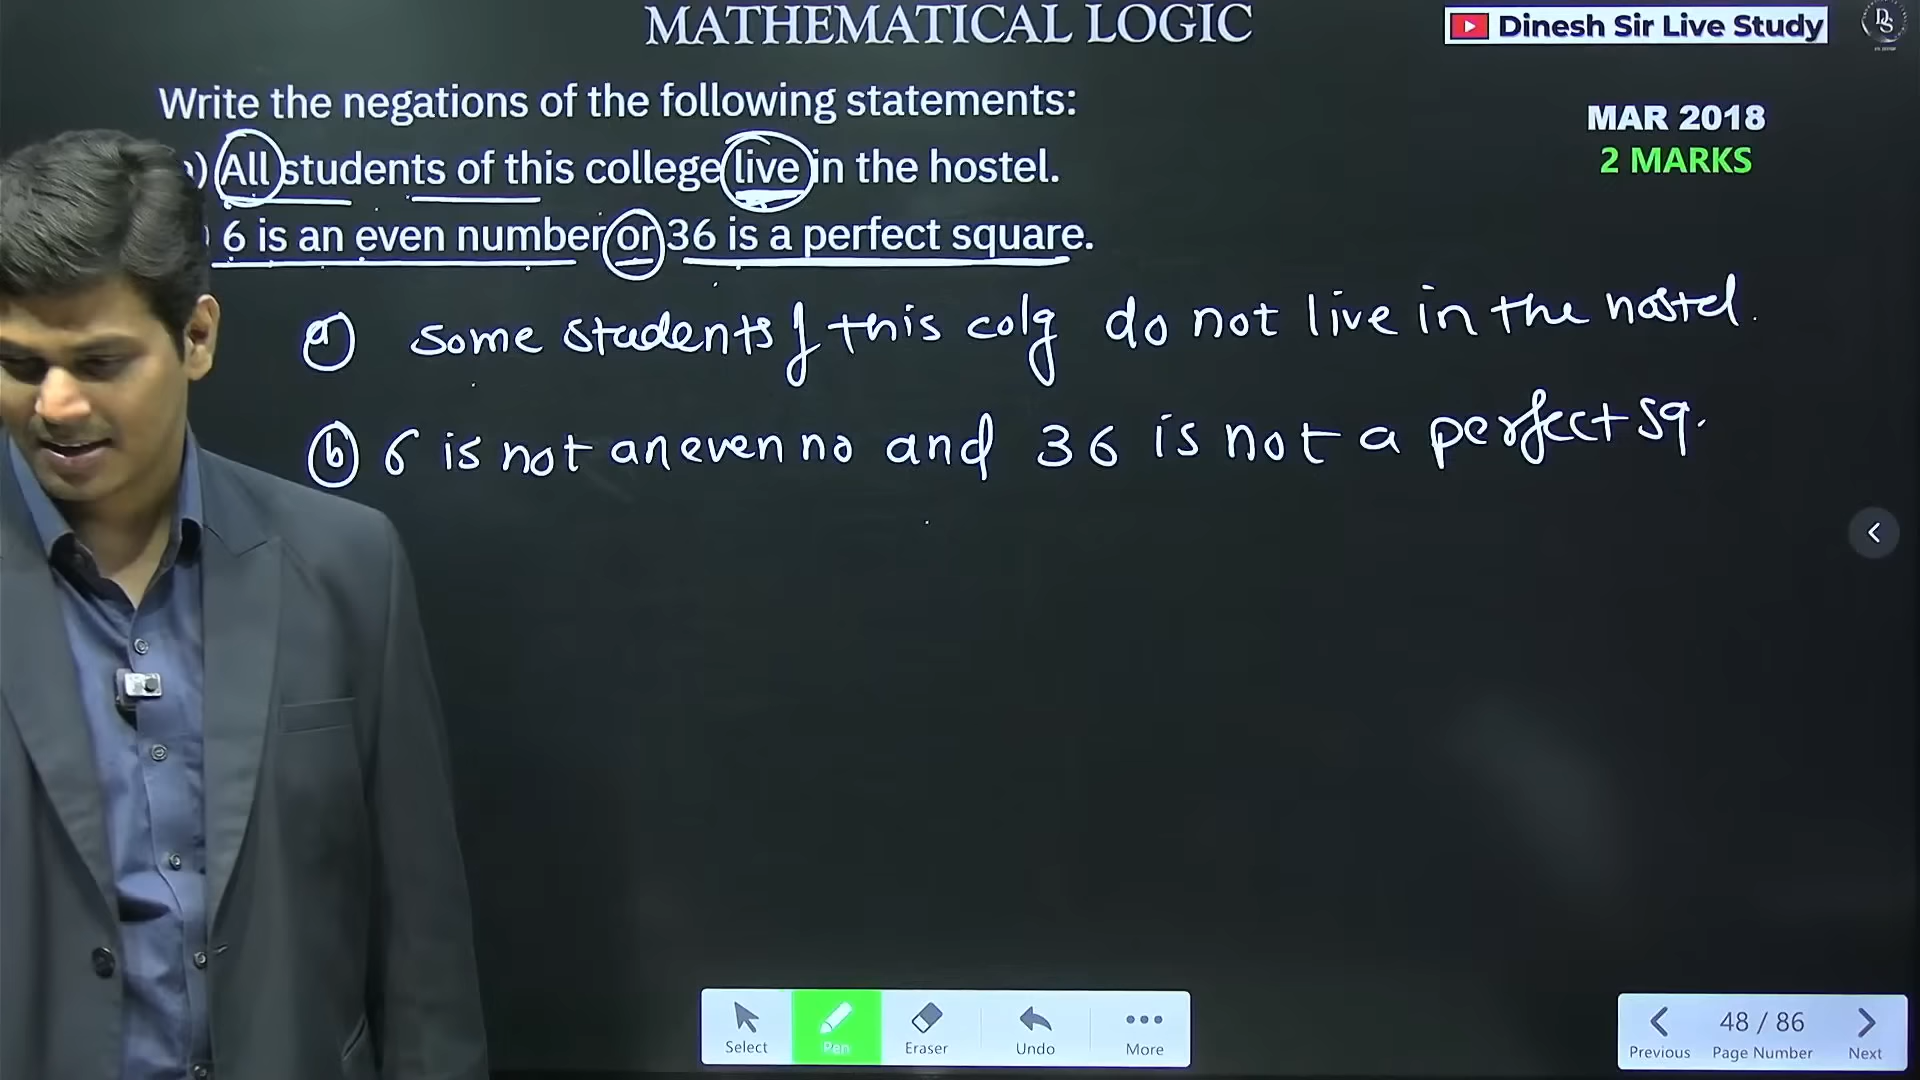 MATHEMATICAL LOGIC
Dinesh Sir Live Study
DS
Write the negations of the following statements:
MAR 2018
2 MARKS
) All students of this college live in the hostel.
) 6 is an even number or 36 is a perfect square.
a) some students of this colg do not live in the hostel.
b) 6 is not an even no and 36 is not a perfect sq.
Select
Pen
Eraser
Undo
More
48 / 86
Previous Page Number Next